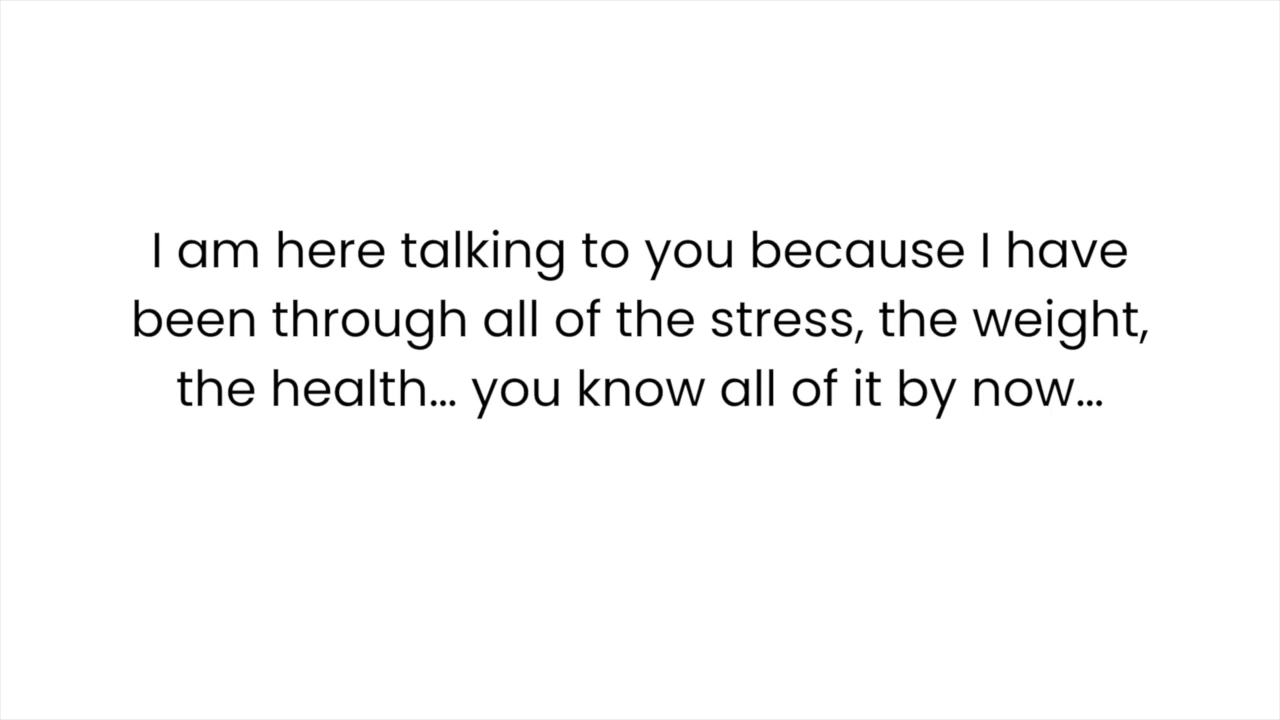 I am here talking to you because I have
been through all of the stress, the weight,
the health... you know all of it by now...